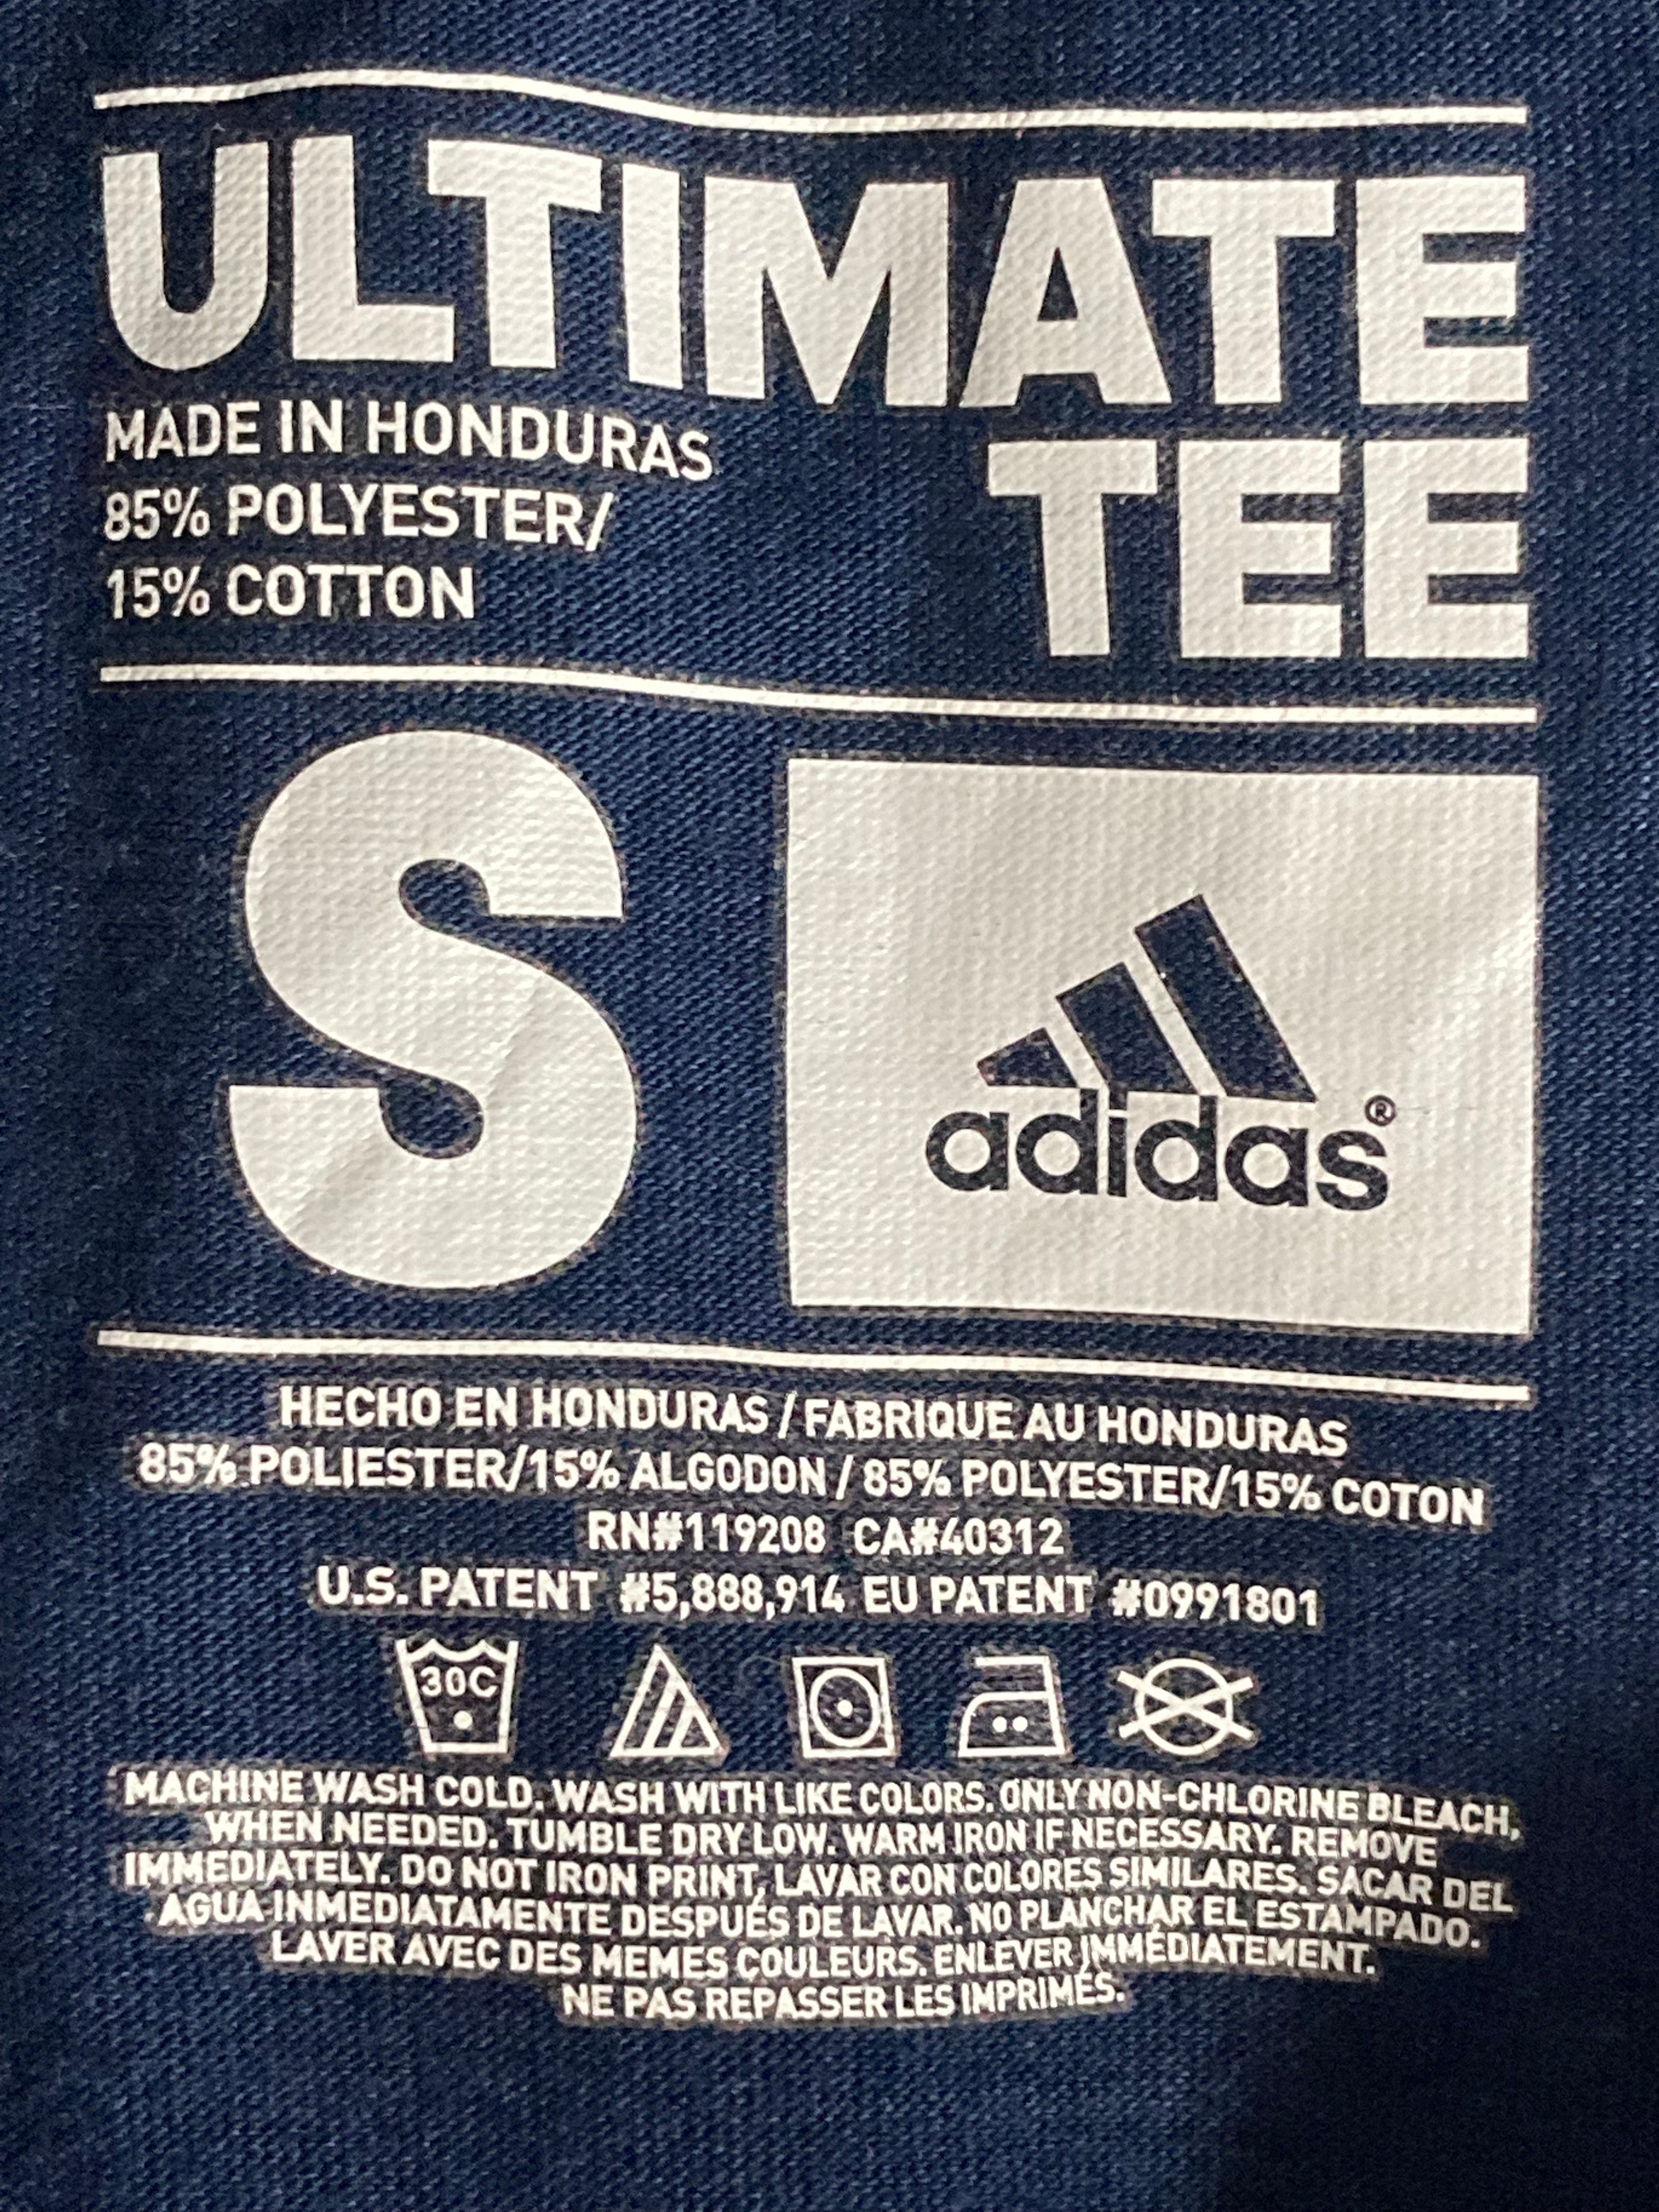 ULTIMATE
TEE
MADE IN HONDURAS
85% POLYESTER/
15% COTTON
S
adidas®
HECHO EN HONDURAS / FABRIQUE AU HONDURAS
85% POLIESTER/15% ALGODON / 85% POLYESTER/15% COTON
RN#119208 CA#40312
U.S. PATENT #5,888,914 EU PATENT #0991801
30C
MACHINE WASH COLD. WASH WITH LIKE COLORS. ONLY NON-CHLORINE BLEACH,
WHEN NEEDED. TUMBLE DRY LOW. WARM IRON IF NECESSARY. REMOVE
IMMEDIATELY. DO NOT IRON PRINT, LAVAR CON COLORES SIMILARES. SACAR DEL
AGUA INMEDIATAMENTE DESPUÉS DE LAVAR. NO PLANCHAR EL ESTAMPADO.
LAVER AVEC DES MEMES COULEURS. ENLEVER IMMÉDIATEMENT.
NE PAS REPASSER LES IMPRIMÉS.